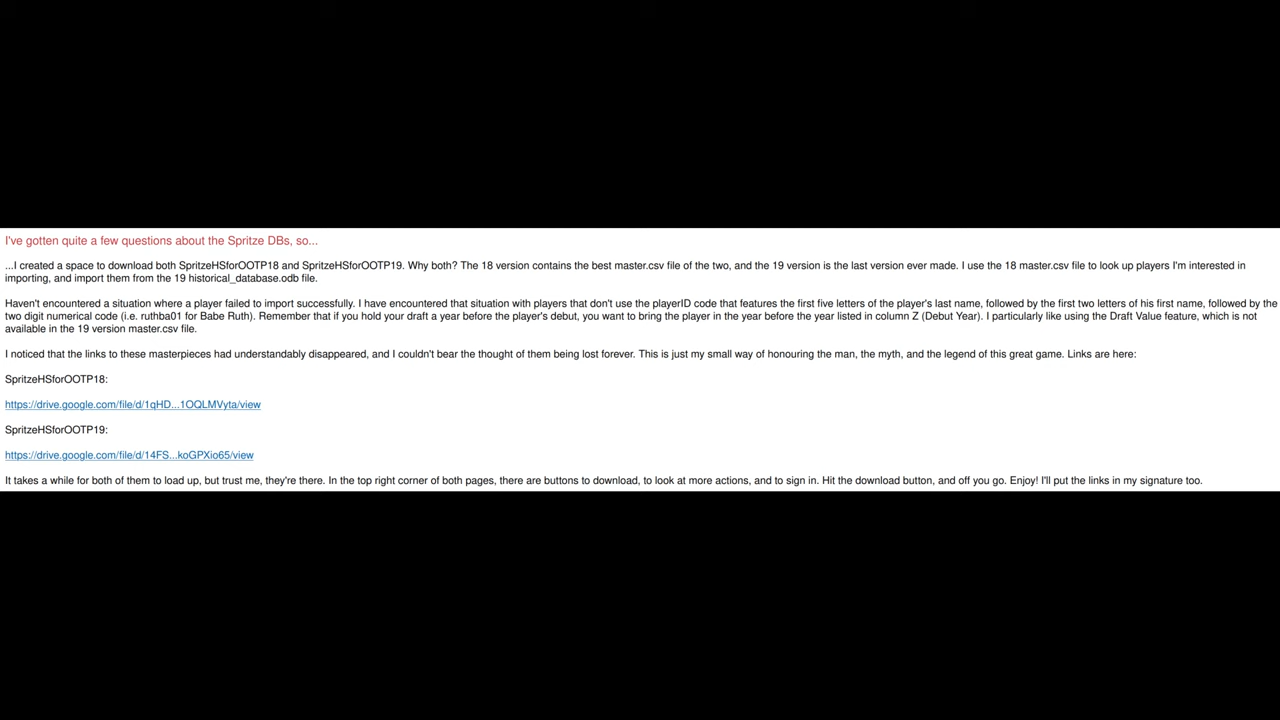 I've gotten quite a few questions about the Spritze DBs, so...
...I created a space to download both SpritzeHSforOOTP18 and SpritzeHSforOOTP19. Why both? The 18 version contains the best master.csv file of the two, and the 19 version is the last version ever made. I use the 18 master.csv file to look up players I'm interested in
importing, and import them from the 19 historical_database.odb file.
Haven't encountered a situation where a player failed to import successfully. I have encountered that situation with players that don't use the playerID code that features the first five letters of the player's last name, followed by the first two letters of his first name, followed by the
two digit numerical code (i.e. ruthba01 for Babe Ruth). Remember that if you hold your draft a year before the player's debut, you want to bring the player in the year before the year listed in column Z (Debut Year). I particularly like using the Draft Value feature, which is not
available in the 19 version master.csv file.
I noticed that the links to these masterpieces had understandably disappeared, and I couldn't bear the thought of them being lost forever. This is just my small way of honouring the man, the myth, and the legend of this great game. Links are here:
SpritzeHSforOOTP18:
https://drive.google.com/file/d/1qHD...1OQLMVyta/view
SpritzeHSforOOTP19:
https://drive.google.com/file/d/14FS...koGPXio65/view
It takes a while for both of them to load up, but trust me, they're there. In the top right corner of both pages, there are buttons to download, to look at more actions, and to sign in. Hit the download button, and off you go. Enjoy! I'll put the links in my signature too.